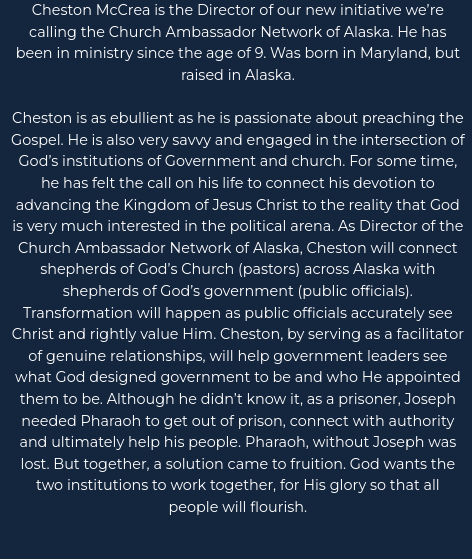 Cheston McCrea is the Director of our new initiative we're
calling the Church Ambassador Network of Alaska. He has
been in ministry since the age of 9. Was born in Maryland, but
raised in Alaska.
Cheston is as ebullient as he is passionate about preaching the
Gospel. He is also very savvy and engaged in the intersection of
God's institutions of Government and church. For some time,
he has felt the call on his life to connect his devotion to
advancing the Kingdom of Jesus Christ to the reality that God
is very much interested in the political arena. As Director of the
Church Ambassador Network of Alaska, Cheston will connect
shepherds of God's Church (pastors) across Alaska with
shepherds of God's government (public officials).
Transformation will happen as public officials accurately see
Christ and rightly value Him. Cheston, by serving as a facilitator
of genuine relationships, will help government leaders see
what God designed government to be and who He appointed
them to be. Although he didn't know it, as a prisoner, Joseph
needed Pharaoh to get out of prison, connect with authority
and ultimately help his people. Pharaoh, without Joseph was
lost. But together, a solution came to fruition. God wants the
two institutions to work together, for His glory so that all
people will flourish.